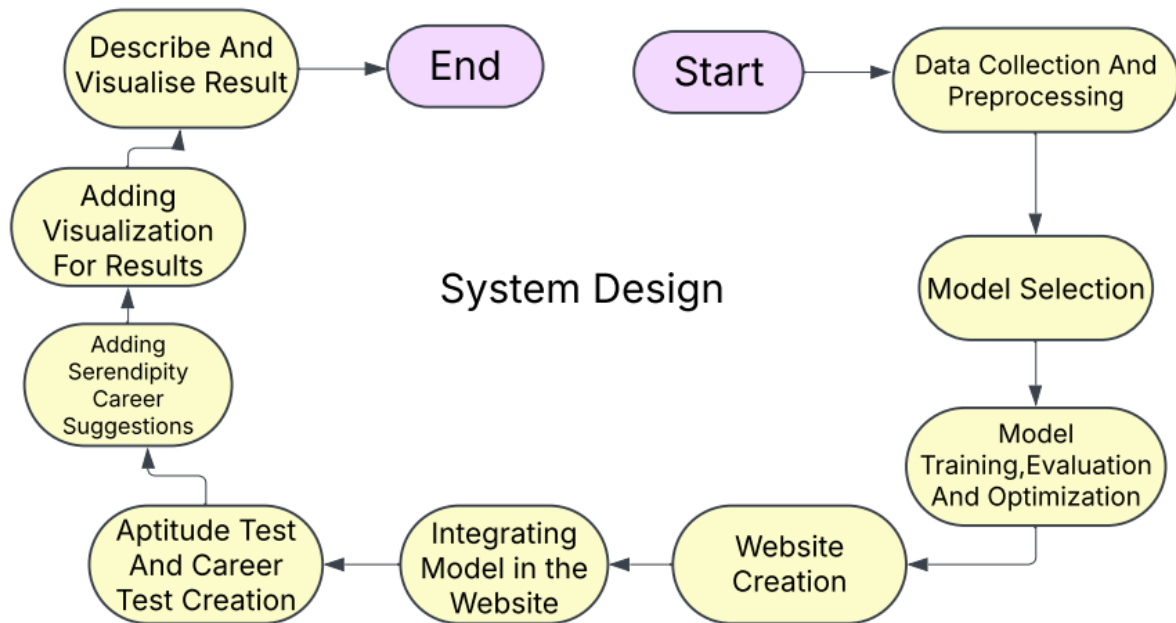 Start
Data Collection And
Preprocessing
Model Selection
Model
Training,Evaluation
And Optimization
Website
Creation
Integrating
Model in the
Website
Aptitude Test
And Career
Test Creation
Adding
Serendipity
Career
Suggestions
Adding
Visualization
For Results
Describe And
Visualise Result
End
System Design